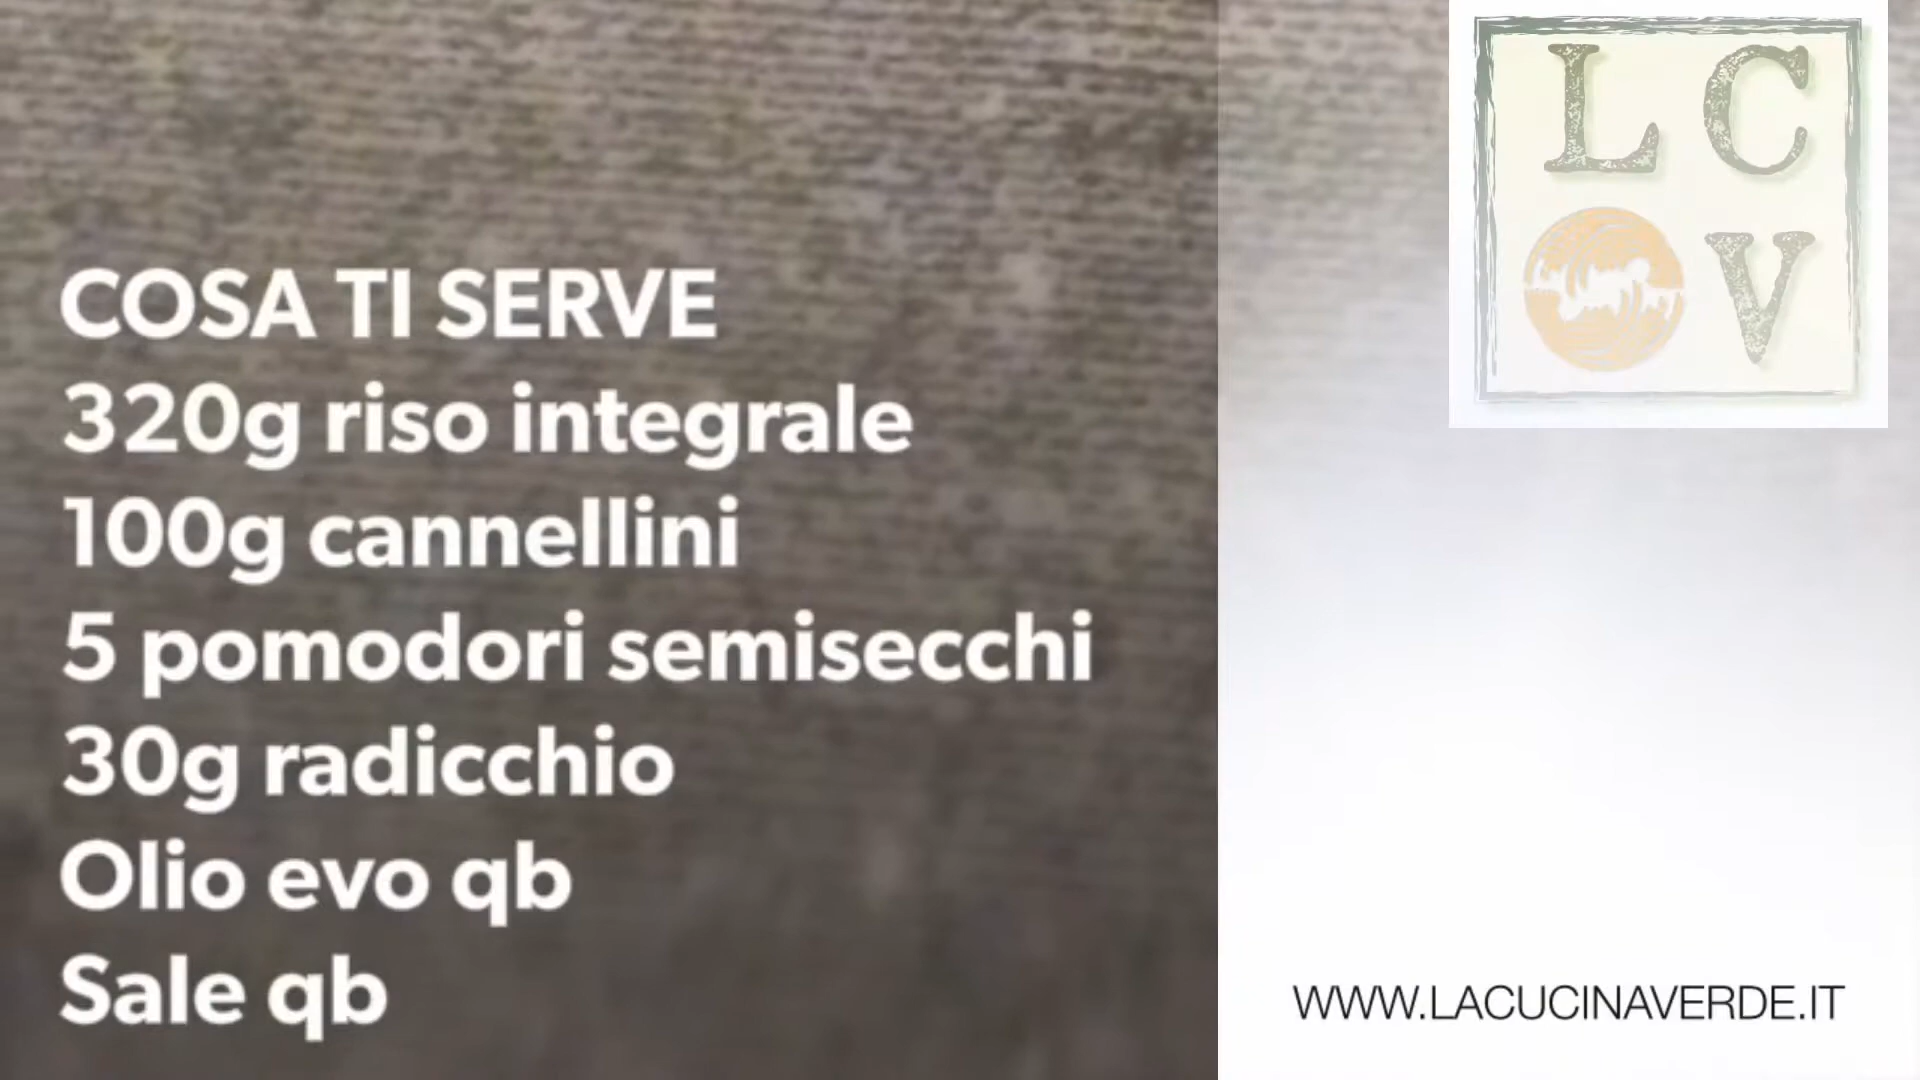 COSA TI SERVE
320g riso integrale
100g cannellini
5 pomodori semisecchi
30g radicchio
Olio evo qb
Sale qb
L C
V
WWW.LACUCINAVERDE.IT